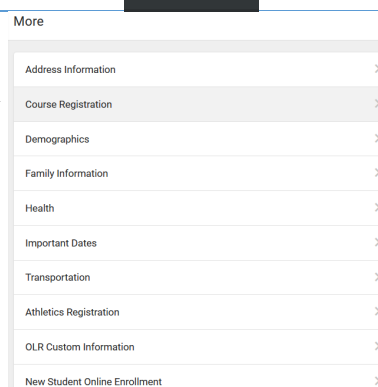 More
Address Information
Course Registration
Demographics
Family Information
Health
Important Dates
Transportation
Athletics Registration
OLR Custom Information
New Student Online Enrollment